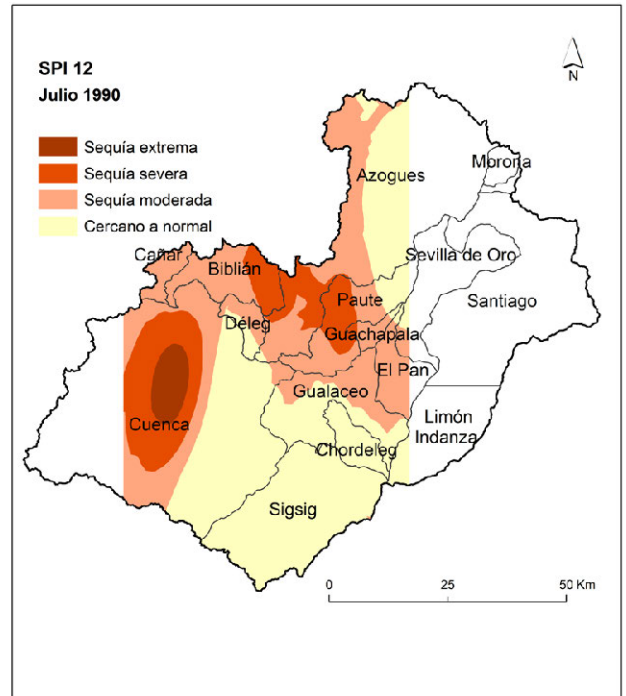 SPI 12
Julio 1990
N
Sequía extrema
Sequía severa
Sequía moderada
Cercano a normal
Morona
Azogues
Cañar
Biblián
Sevilla de Oro
Paute
Santiago
Déleg
Guachapala
El Pan
Gualaceo
Cuenca
Limón
Indanza
Chordeleg
Sigsig
0 25 50 Km